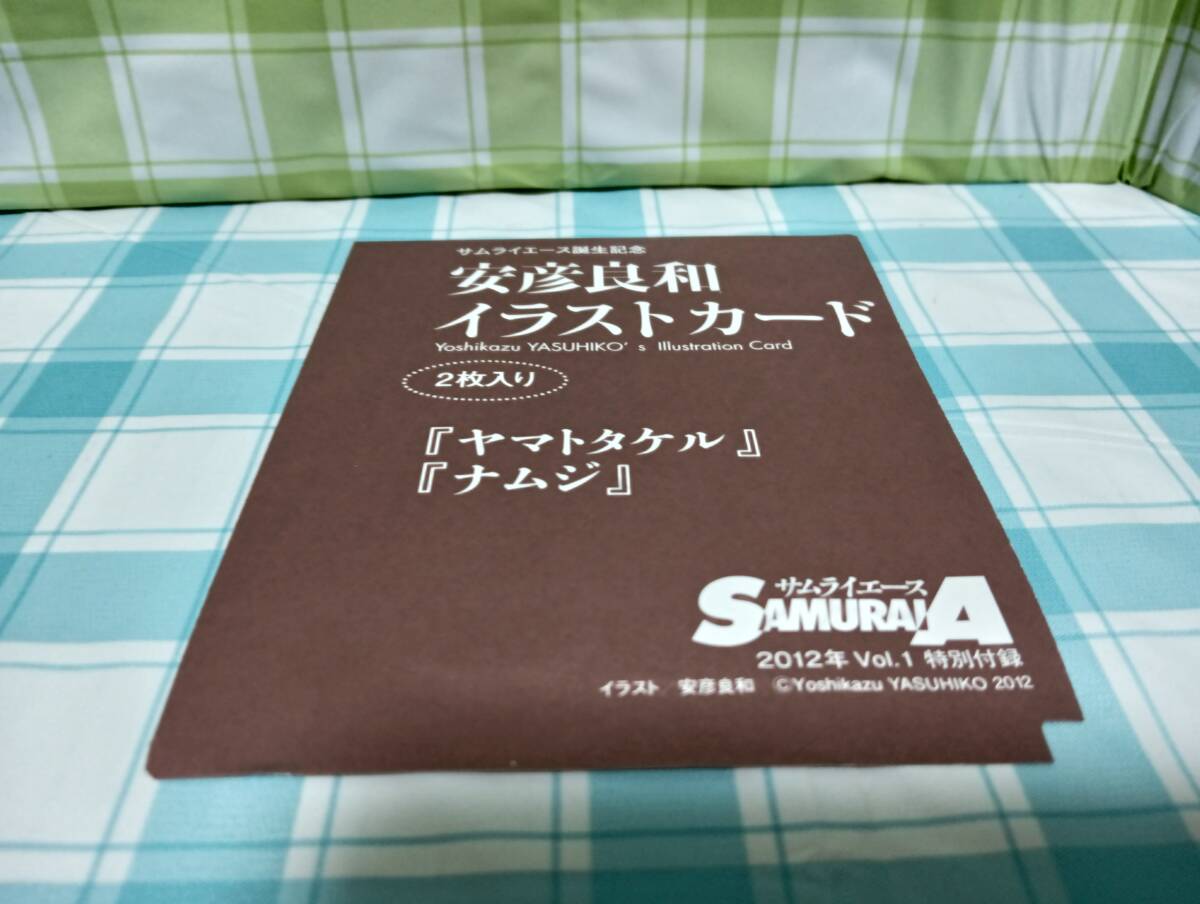 サムライエース誕生記念
安彦良和
イラストカード
Yoshikazu YASUHIKO' s Illustration Card
2枚入り
『ヤマトタケル』
『ナムジ』
サムライエース
SAMURAI A
2012年 Vol.1 特別付録
イラスト/安彦良和 ©Yoshikazu YASUHIKO 2012